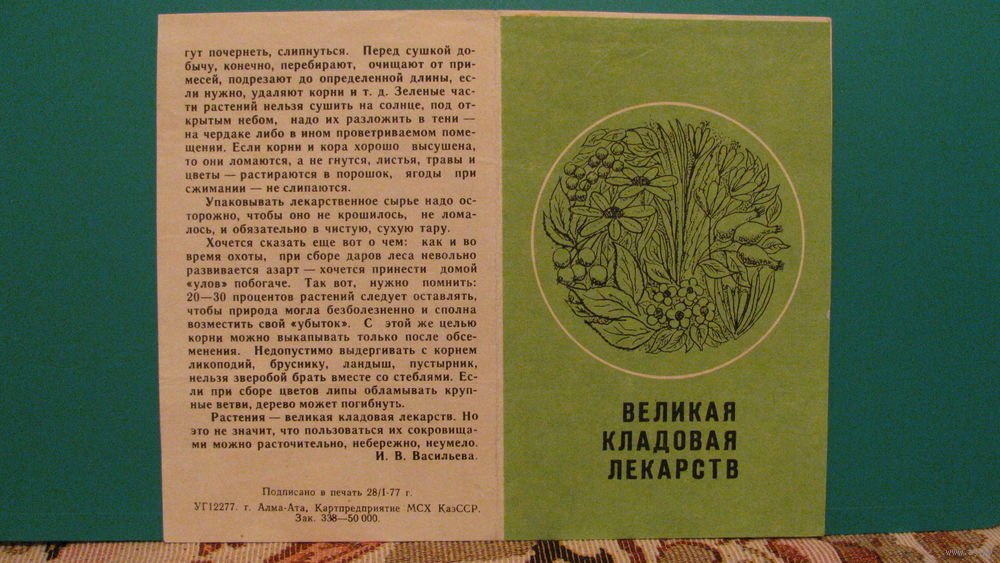 гут почернеть, слипнуться. Перед сушкой до-
бычу, конечно, перебирают, очищают от при-
месей, подрезают до определенной длины, ес-
ли нужно, удаляют корни и т. д. Зеленые час-
ти растений нельзя сушить на солнце, под от-
крытым небом, надо их разложить в тени —
на чердаке либо в ином проветриваемом поме-
щении. Если корни и кора хорошо высушена,
то они ломаются, а не гнутся, листья, травы и
цветы — растираются в порошок, ягоды при
сжимании — не слипаются.
Упаковывать лекарственное сырье надо ос-
торожно, чтобы оно не крошилось, не лома-
лось, и обязательно в чистую, сухую тару.
Хочется сказать еще вот о чем: как и во
время охоты, при сборе даров леса невольно
развивается азарт — хочется принести домой
«улов» побогаче. Так вот, нужно помнить:
20—30 процентов растений следует оставлять,
чтобы природа могла безболезненно и сполна
возместить свой «убыток». С этой же целью
корни можно выкапывать только после обсе-
менения. Недопустимо выдергивать с корнем
ликоподий, бруснику, ландыш, пустырник,
нельзя зверобой брать вместе со стеблями. Ес-
ли при сборе цветов липы обламывать круп-
ные ветви, дерево может погибнуть.
Растения — великая кладовая лекарств. Но
это не значит, что пользоваться их сокровища-
ми можно расточительно, небережно, неумело.
И. В. Васильева.
Подписано в печать 28/I-77 г.
УГ12277. г. Алма-Ата, Картпредприятие МСХ КазССР.
Зак. 338—50 000.
ВЕЛИКАЯ
КЛАДОВАЯ
ЛЕКАРСТВ